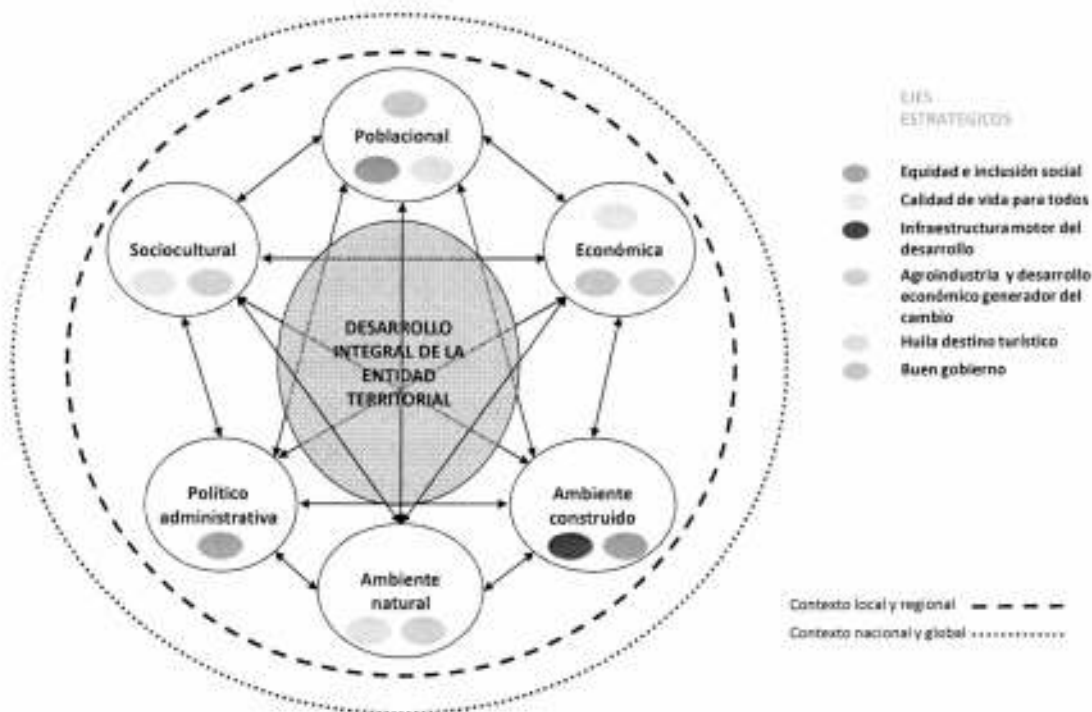 Poblacional
Sociocultural
Económica
DESARROLLO
INTEGRAL DE LA
ENTIDAD
TERRITORIAL
Político
administrativa
Ambiente
construido
Ambiente
natural
EJES
ESTRATEGICOS
Equidad e inclusión social
Calidad de vida para todos
Infraestructura motor del
desarrollo
Agroindustria y desarrollo
económico generador del
cambio
Huila destino turístico
Buen gobierno
Contexto local y regional
Contexto nacional y global